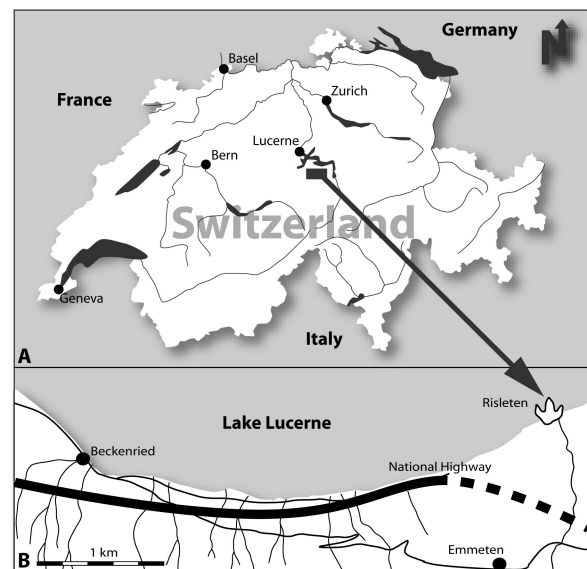 Germany
N
Basel
France
Zurich
Lucerne
Bern
Switzerland
Geneva
Italy
A
Risleten
Lake Lucerne
Beckenried
National Highway
1 km
Emmeten
B